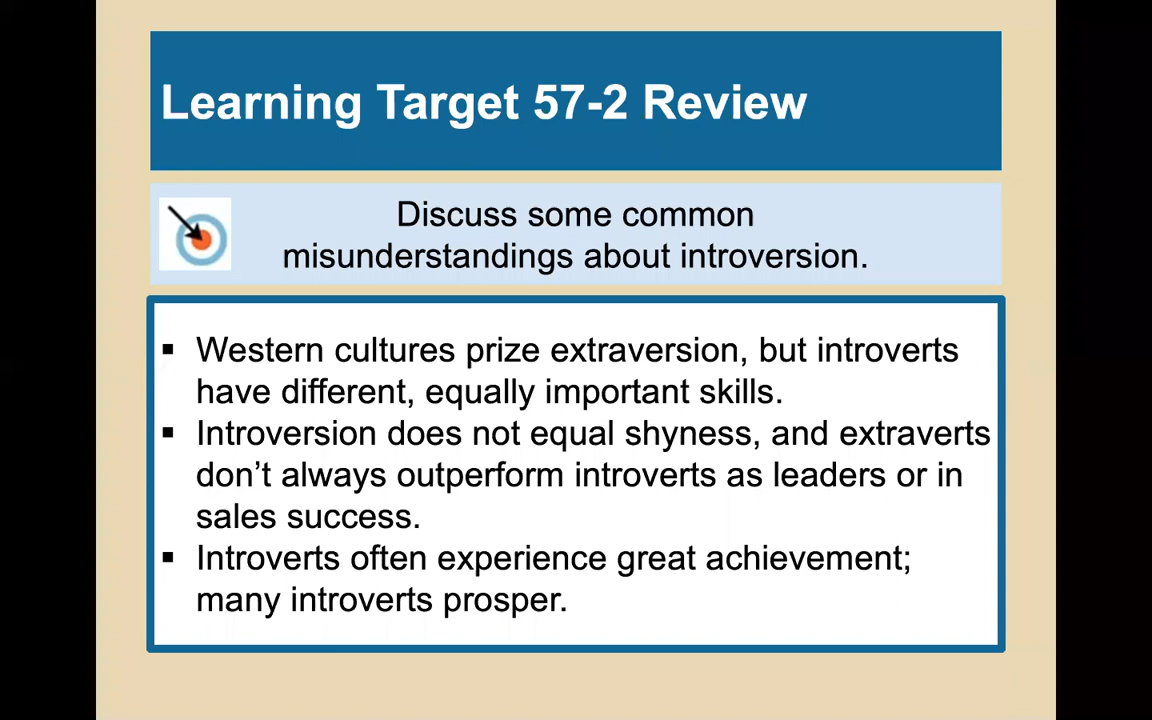 Learning Target 57-2 Review
Discuss some common
misunderstandings about introversion.
▪ Western cultures prize extraversion, but introverts
have different, equally important skills.
▪ Introversion does not equal shyness, and extraverts
don’t always outperform introverts as leaders or in
sales success.
▪ Introverts often experience great achievement;
many introverts prosper.